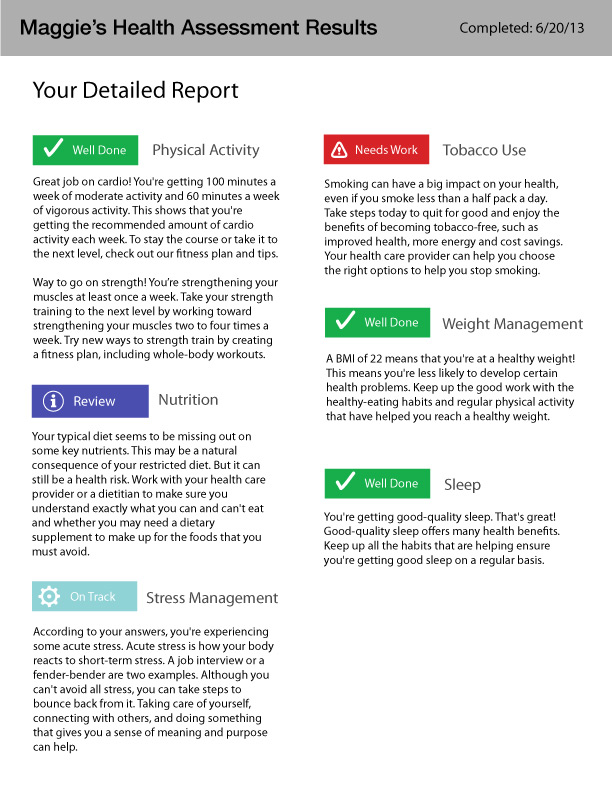 Maggie's Health Assessment Results
Completed: 6/20/13
Your Detailed Report
Well Done
Physical Activity
Great job on cardio! You're getting 100 minutes a
week of moderate activity and 60 minutes a week
of vigorous activity. This shows that you're
getting the recommended amount of cardio
activity each week. To stay the course or take it to
the next level, check out our fitness plan and tips.
Way to go on strength! You're strengthening your
muscles at least once a week. Take your strength
training to the next level by working toward
strengthening your muscles two to four times a
week. Try new ways to strength train by creating
a fitness plan, including whole-body workouts.
Review
Nutrition
Your typical diet seems to be missing out on
some key nutrients. This may be a natural
consequence of your restricted diet. But it can
still be a health risk. Work with your health care
provider or a dietitian to make sure you
understand exactly what you can and can't eat
and whether you may need a dietary
supplement to make up for the foods that you
must avoid.
On Track
Stress Management
According to your answers, you're experiencing
some acute stress. Acute stress is how your body
reacts to short-term stress. A job interview or a
fender-bender are two examples. Although you
can't avoid all stress, you can take steps to
bounce back from it. Taking care of yourself,
connecting with others, and doing something
that gives you a sense of meaning and purpose
can help.
Needs Work
Tobacco Use
Smoking can have a big impact on your health,
even if you smoke less than a half pack a day.
Take steps today to quit for good and enjoy the
benefits of becoming tobacco-free, such as
improved health, more energy and cost savings.
Your health care provider can help you choose
the right options to help you stop smoking.
Well Done
Weight Management
A BMI of 22 means that you're at a healthy weight!
This means you're less likely to develop certain
health problems. Keep up the good work with the
healthy-eating habits and regular physical activity
that have helped you reach a healthy weight.
Well Done
Sleep
You're getting good-quality sleep. That's great!
Good-quality sleep offers many health benefits.
Keep up all the habits that are helping ensure
you're getting good sleep on a regular basis.